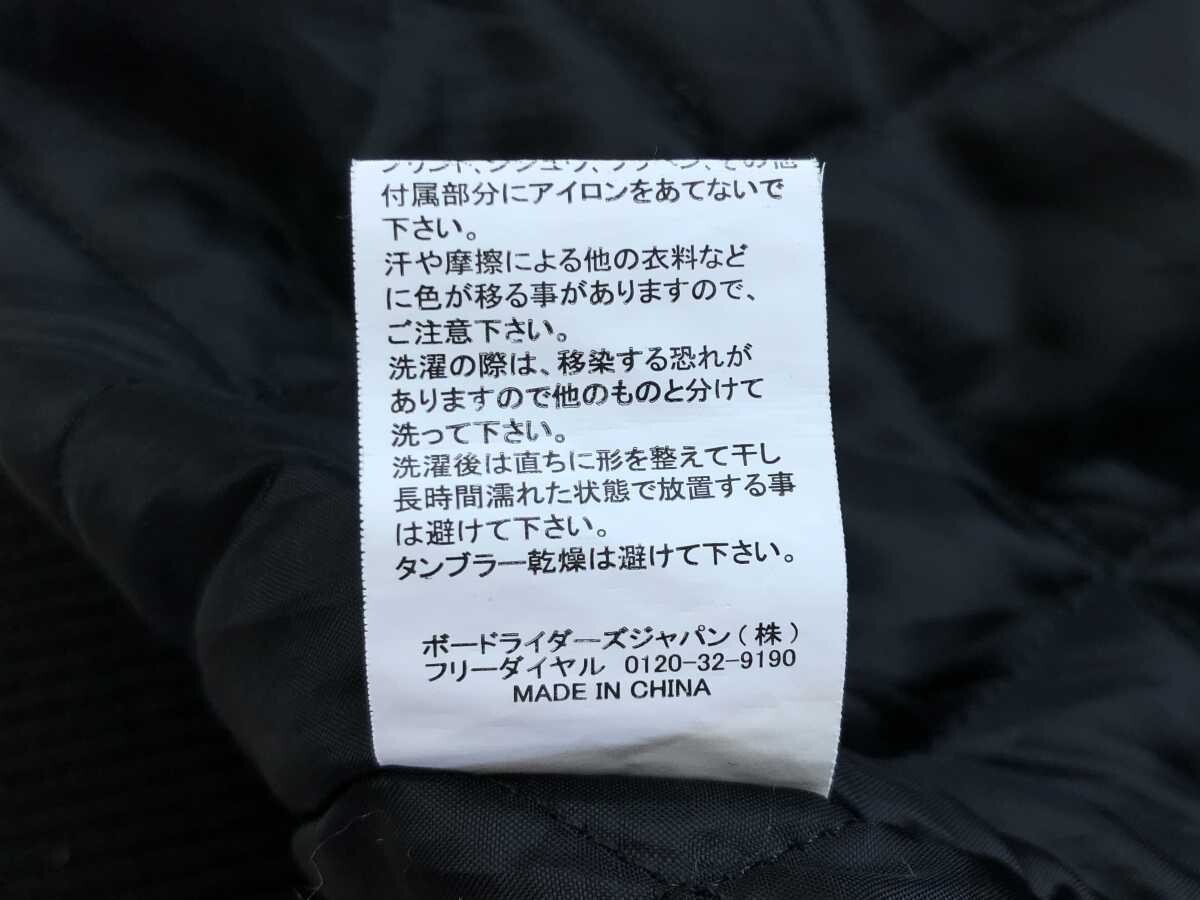 付属部分にアイロンをあてないで
下さい。
汗や摩擦による他の衣料など
に色が移る事がありますので、
ご注意下さい。
洗濯の際は、移染する恐れが
ありますので他のものと分けて
洗って下さい。
洗濯後は直ちに形を整えて干し
長時間濡れた状態で放置する事
は避けて下さい。
タンブラー乾燥は避けて下さい。
ボードライダーズジャパン(株)
フリーダイヤル 0120-32-9190
MADE IN CHINA